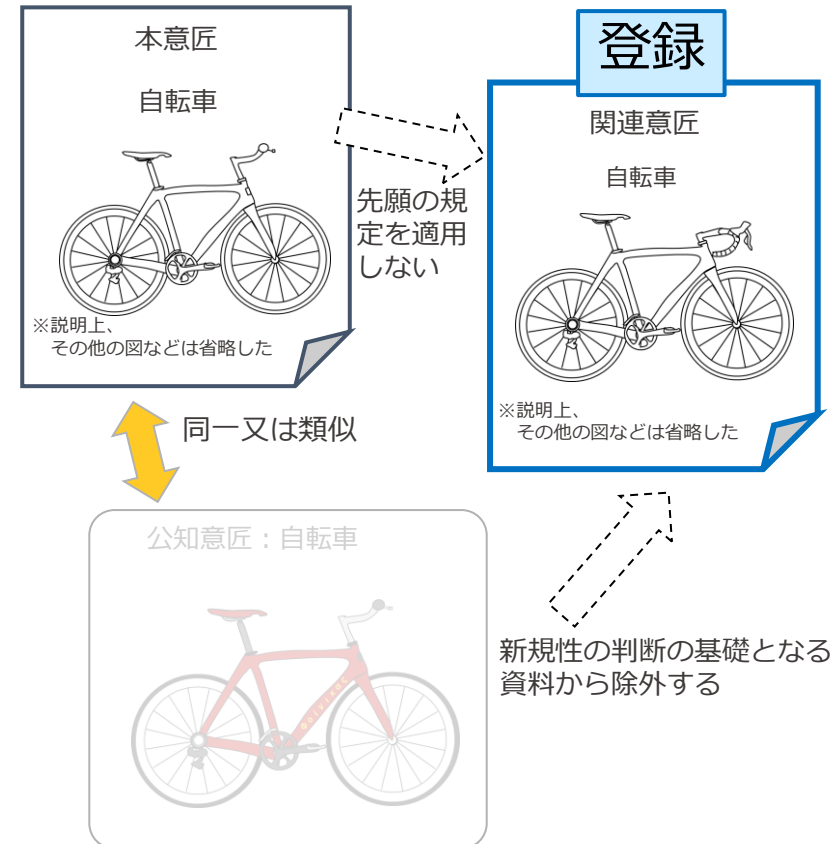 本意匠
自転車
※説明上、
その他の図などは省略した
登録
関連意匠
自転車
※説明上、
その他の図などは省略した
先願の規
定を適用
しない
同一又は類似
公知意匠：自転車
新規性の判断の基礎となる
資料から除外する